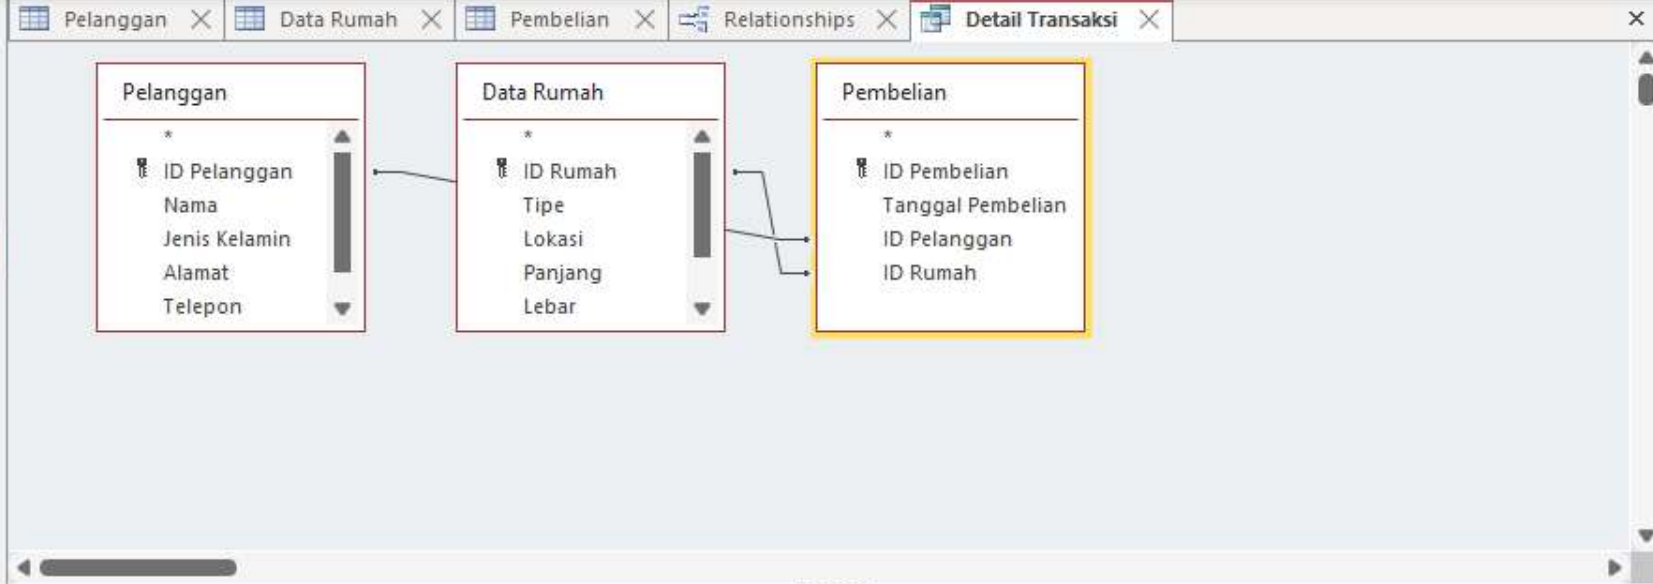 Pelanggan Data Rumah Pembelian Relationships Detail Transaksi
Pelanggan
*
ID Pelanggan
Nama
Jenis Kelamin
Alamat
Telepon
Data Rumah
*
ID Rumah
Tipe
Lokasi
Panjang
Lebar
Pembelian
*
ID Pembelian
Tanggal Pembelian
ID Pelanggan
ID Rumah